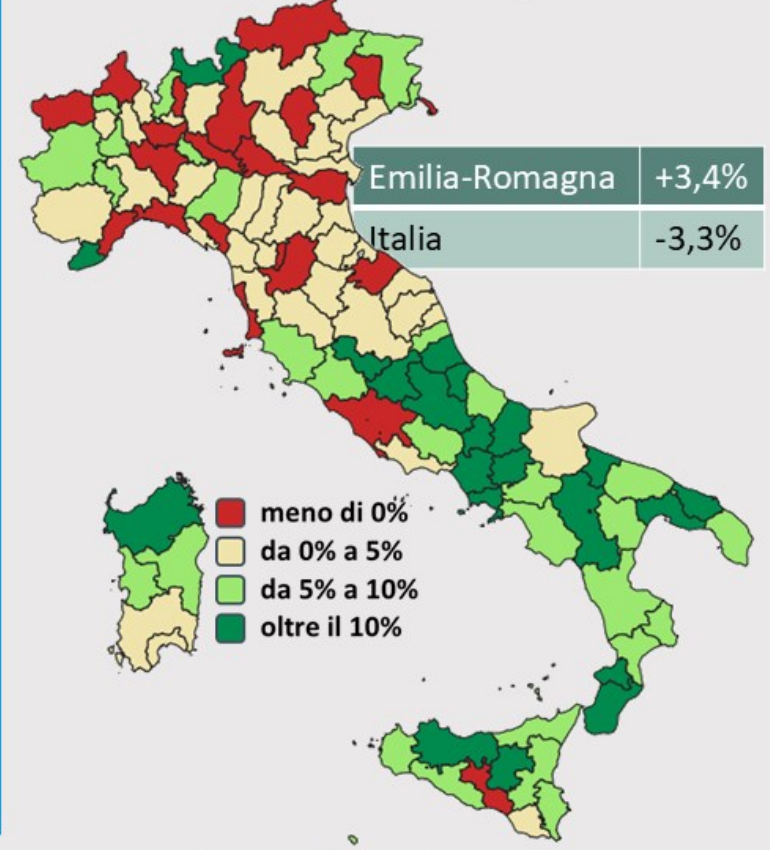 Emilia-Romagna +3,4%
Italia -3,3%
meno di 0%
da 0% a 5%
da 5% a 10%
oltre il 10%